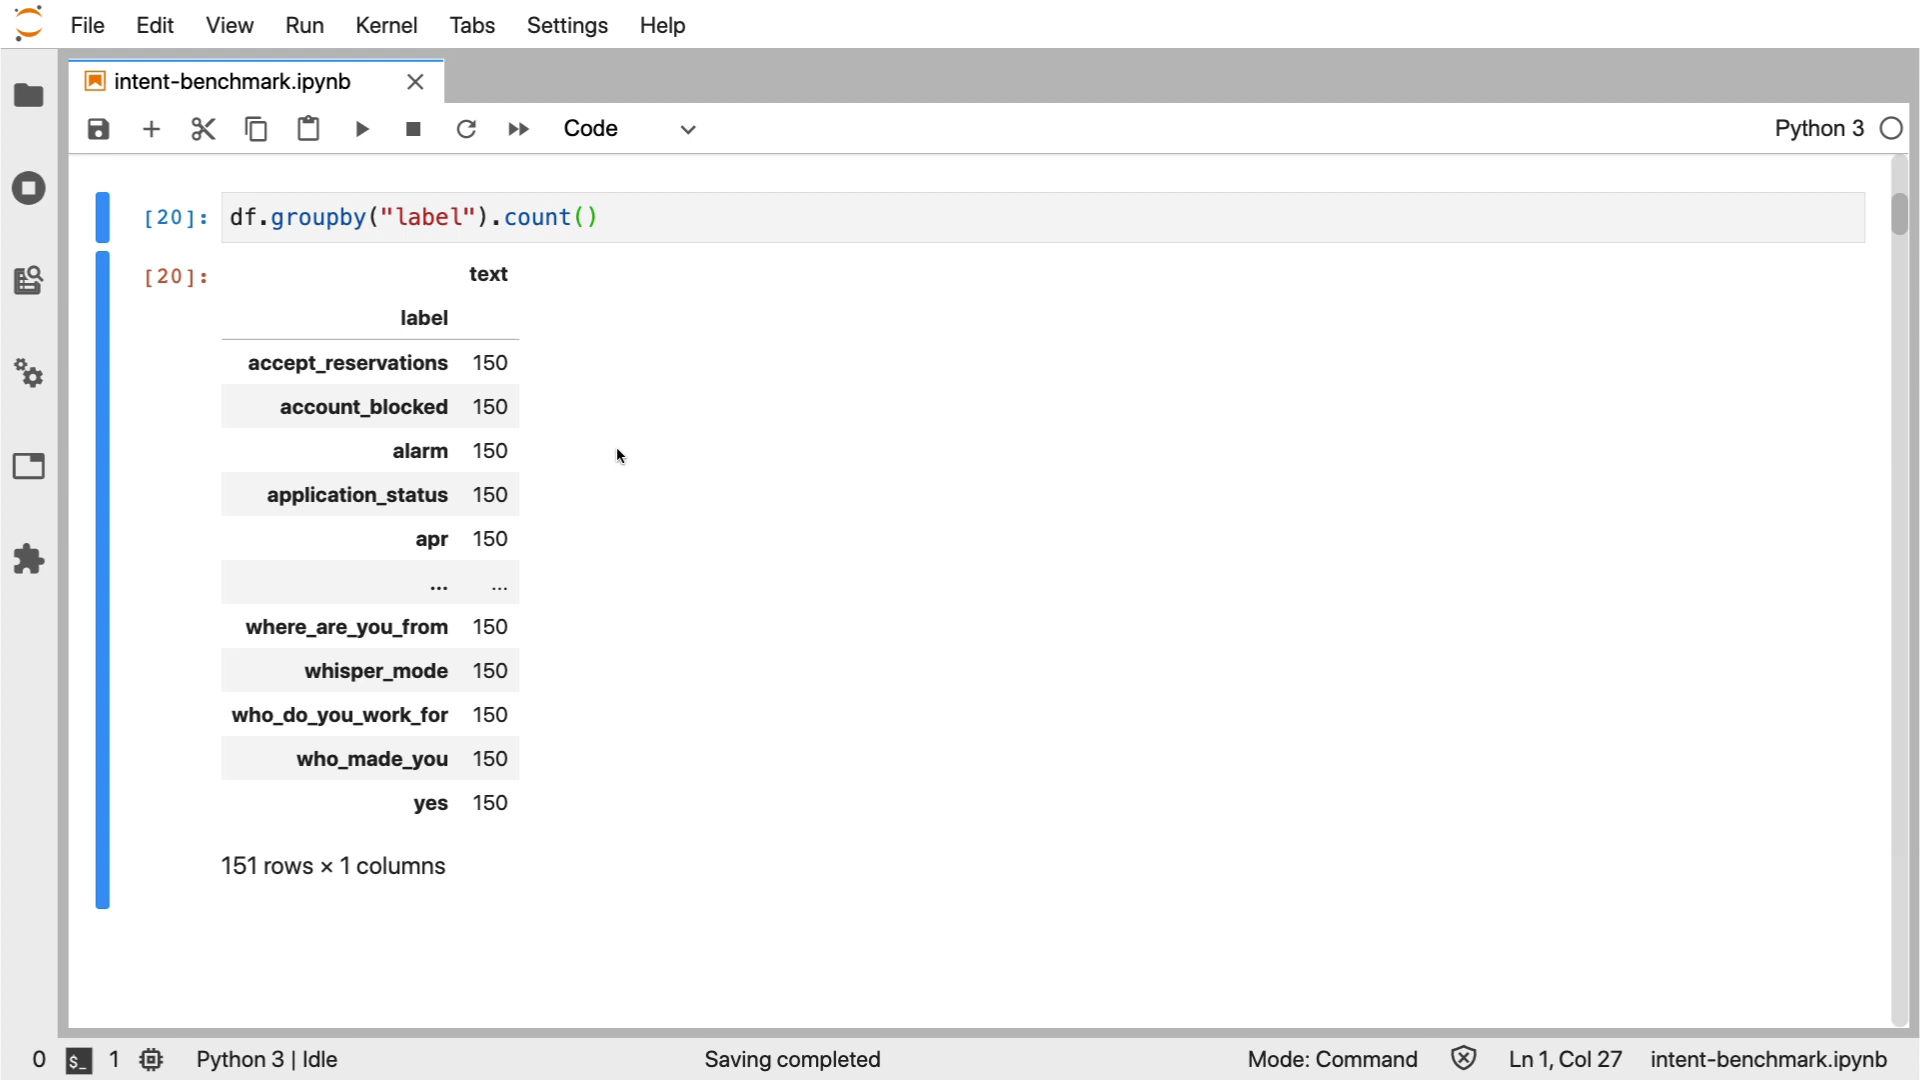 File Edit View Run Kernel Tabs Settings Help
intent-benchmark.ipynb
Code Python 3
[20]: df.groupby("label").count()
[20]: text
label
accept_reservations 150
account_blocked 150
alarm 150
application_status 150
apr 150
... ...
where_are_you_from 150
whisper_mode 150
who_do_you_work_for 150
who_made_you 150
yes 150
151 rows × 1 columns
0 $_ 1 Python 3 | Idle Saving completed Mode: Command Ln 1, Col 27 intent-benchmark.ipynb